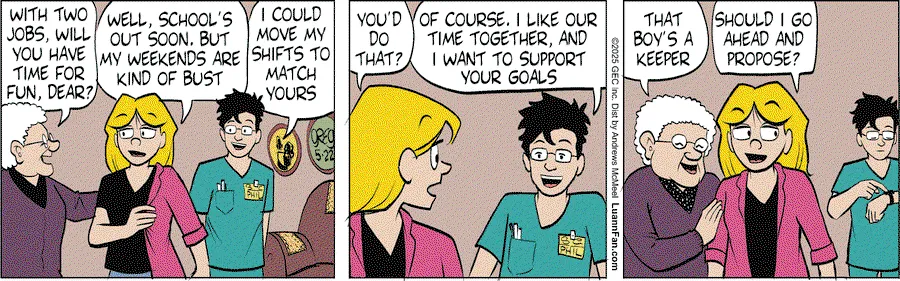 WITH TWO
JOBS, WILL
YOU HAVE
TIME FOR
FUN, DEAR?
WELL, SCHOOL'S
OUT SOON. BUT
MY WEEKENDS ARE
KIND OF BUST
I COULD
MOVE MY
SHIFTS TO
MATCH
YOURS
GREG
5-22
PHIL
YOU'D
DO
THAT?
OF COURSE. I LIKE OUR
TIME TOGETHER, AND
I WANT TO SUPPORT
YOUR GOALS
PHIL
©2025 GEC Inc. Dist by Andrews McMeel LuannFan.com
THAT
BOY'S A
KEEPER
SHOULD I GO
AHEAD AND
PROPOSE?